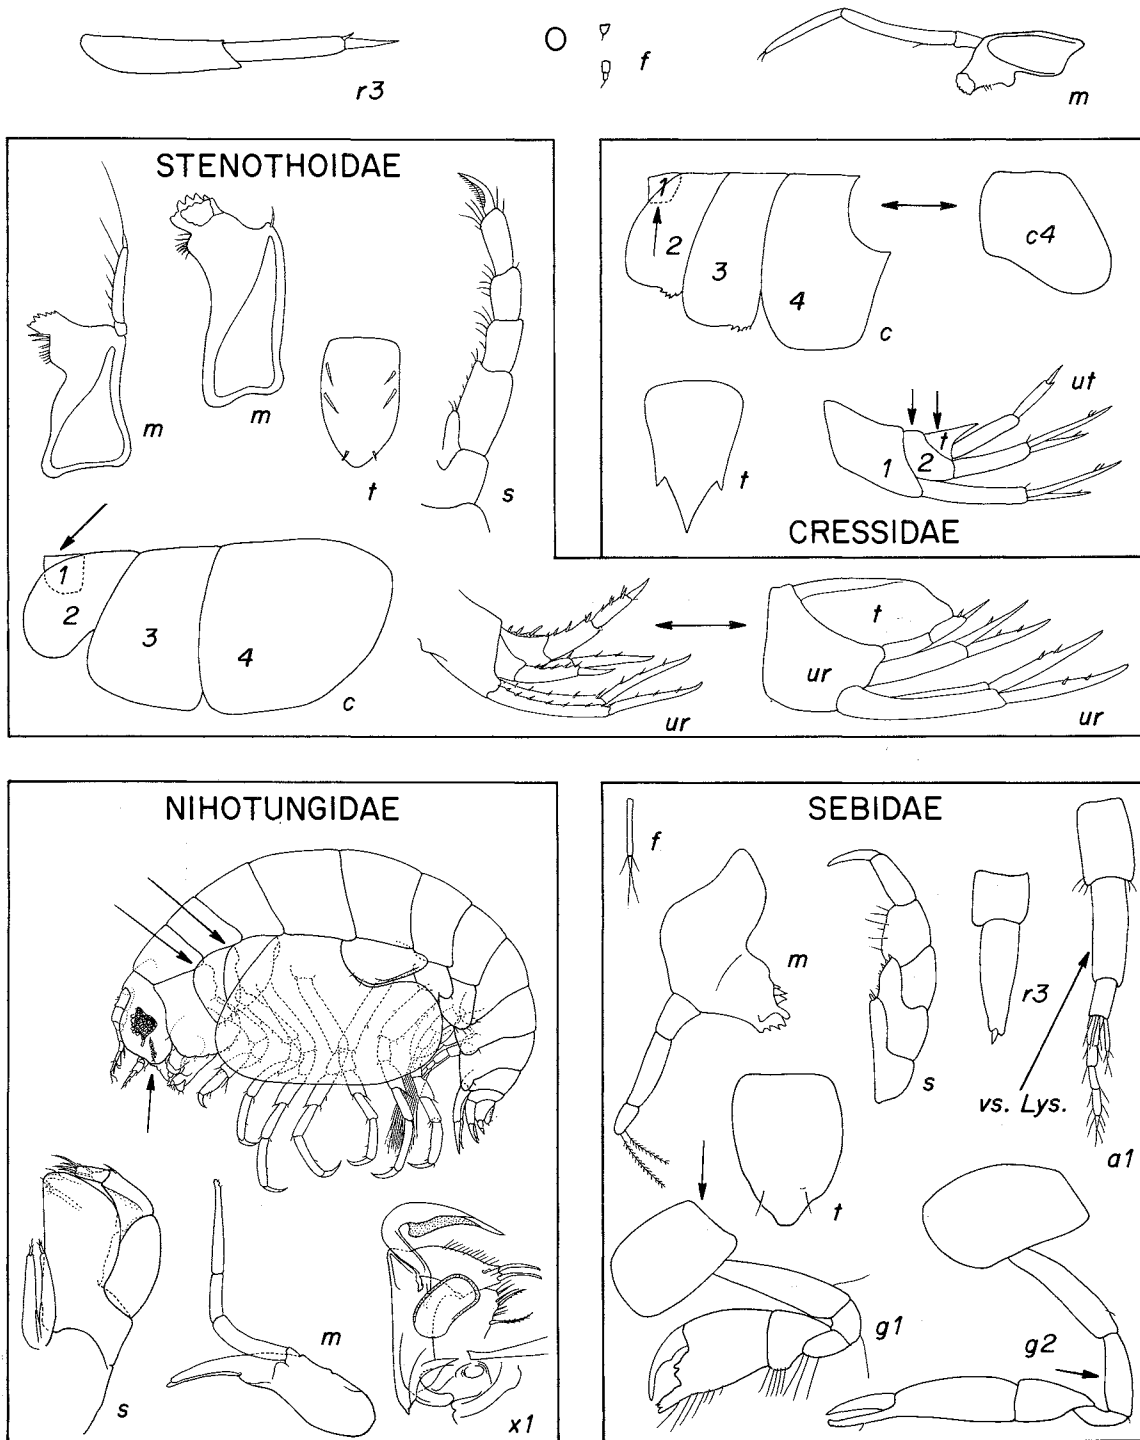 r3
f
m
STENOTHOIDAE
m
m
t
s
1
2
3
4
c
ur
t
ur
ur
1
2
3
4
c
c4
t
ut
t
1
2
CRESSIDAE
NIHOTUNGIDAE
s
m
x1
SEBIDAE
f
m
s
r3
vs. Lys.
a1
t
g1
g2